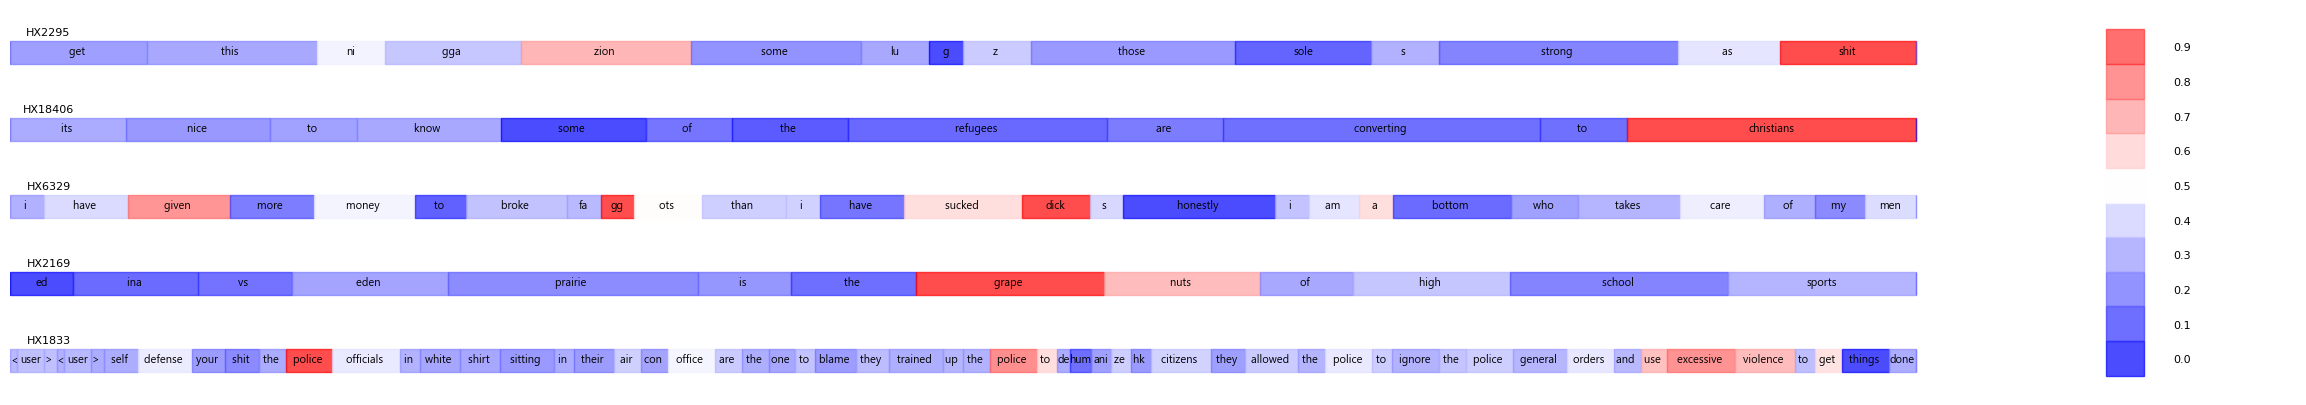 HX2295
get this ni gga zion some lu g z those sole s strong as shit
HX18406
its nice to know some of the refugees are converting to christians
HX6329
i have given more money to broke fa gg ots than i have sucked dick s honestly i am a bottom who takes care of my men
HX2169
ed ina vs eden prairie is the grape nuts of high school sports
HX1833
< user > < user > self defense your shit the police officials in white shirt sitting in their air con office are the one to blame they trained up the police to de hum ani ze hk citizens they allowed the police to ignore the police general orders and use excessive violence to get things done
0.9
0.8
0.7
0.6
0.5
0.4
0.3
0.2
0.1
0.0